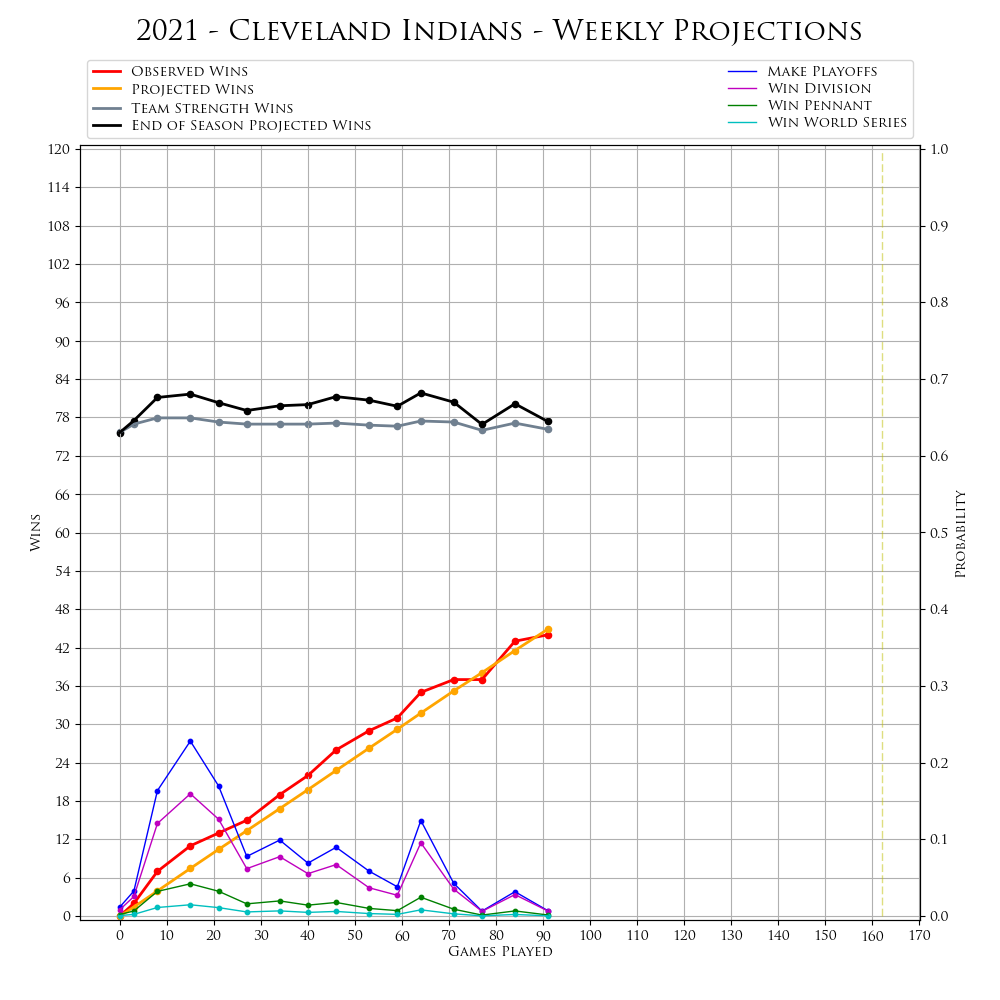 2021 - Cleveland Indians - Weekly Projections
Observed Wins
Projected Wins
Team Strength Wins
End of Season Projected Wins
Make Playoffs
Win Division
Win Pennant
Win World Series
120
114
108
102
96
90
84
78
72
66
60
54
48
42
36
30
24
18
12
6
0
Wins
1.0
0.9
0.8
0.7
0.6
0.5
0.4
0.3
0.2
0.1
0.0
Probability
0 10 20 30 40 50 60 70 80 90 100 110 120 130 140 150 160 170
Games Played